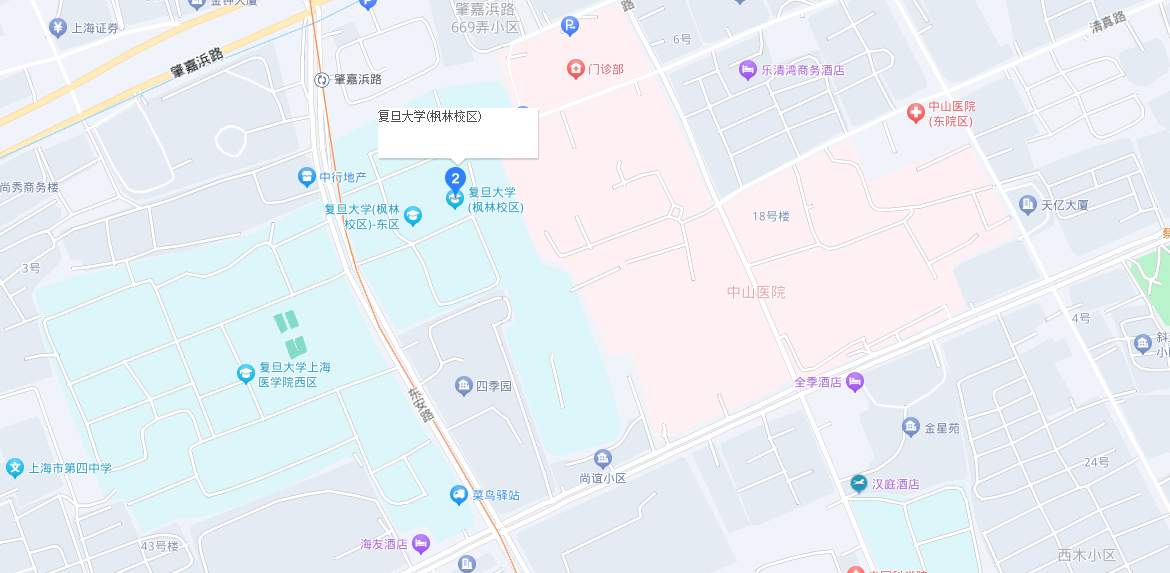 金钟大厦
上海证券
肇嘉浜路
669弄小区
路
6号
清真路
肇嘉浜路
肇嘉浜路
门诊部
乐清湾商务酒店
中山医院
(东院区)
复旦大学(枫林校区)
中行地产
2
复旦大学
(枫林校区)
复旦大学(枫林
校区)-东区
尚秀商务楼
18号楼
天亿大厦
3号
中山医院
4号
复旦大学上海
医学院西区
四季园
东安路
全季酒店
金星苑
上海市第四中学
尚谊小区
24号
汉庭酒店
菜鸟驿站
43号楼
海友酒店
西木小区